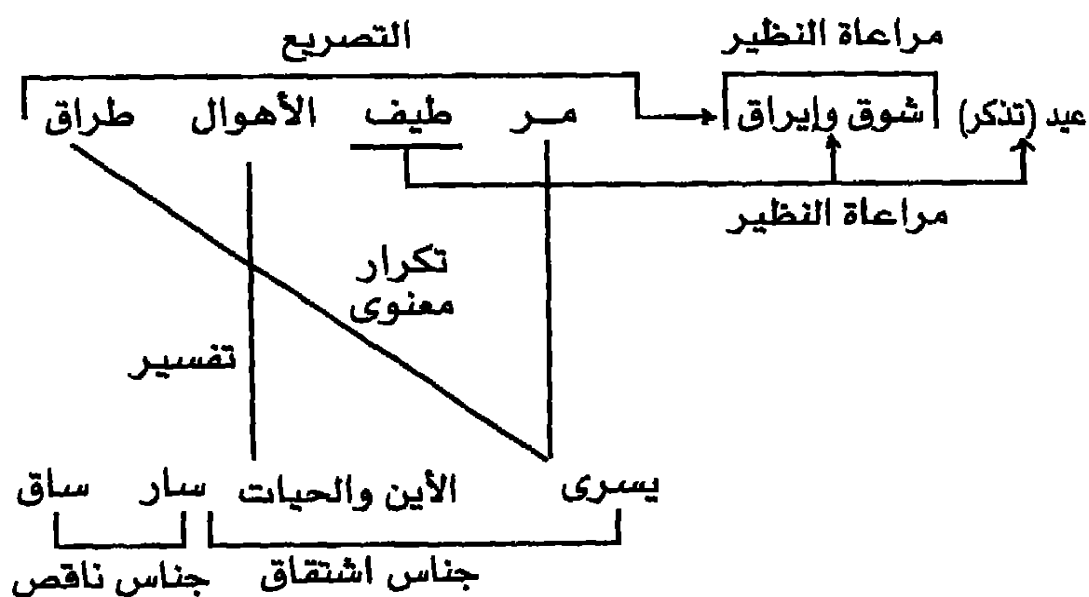 مراعاة النظير التصريع
عيد (تذكر) شوق وإيراق مر طيف الأهوال طراق
مراعاة النظير
تكرار
معنوى
تفسير
يسرى الأين والحيات سار ساق
جناس اشتقاق جناس ناقص